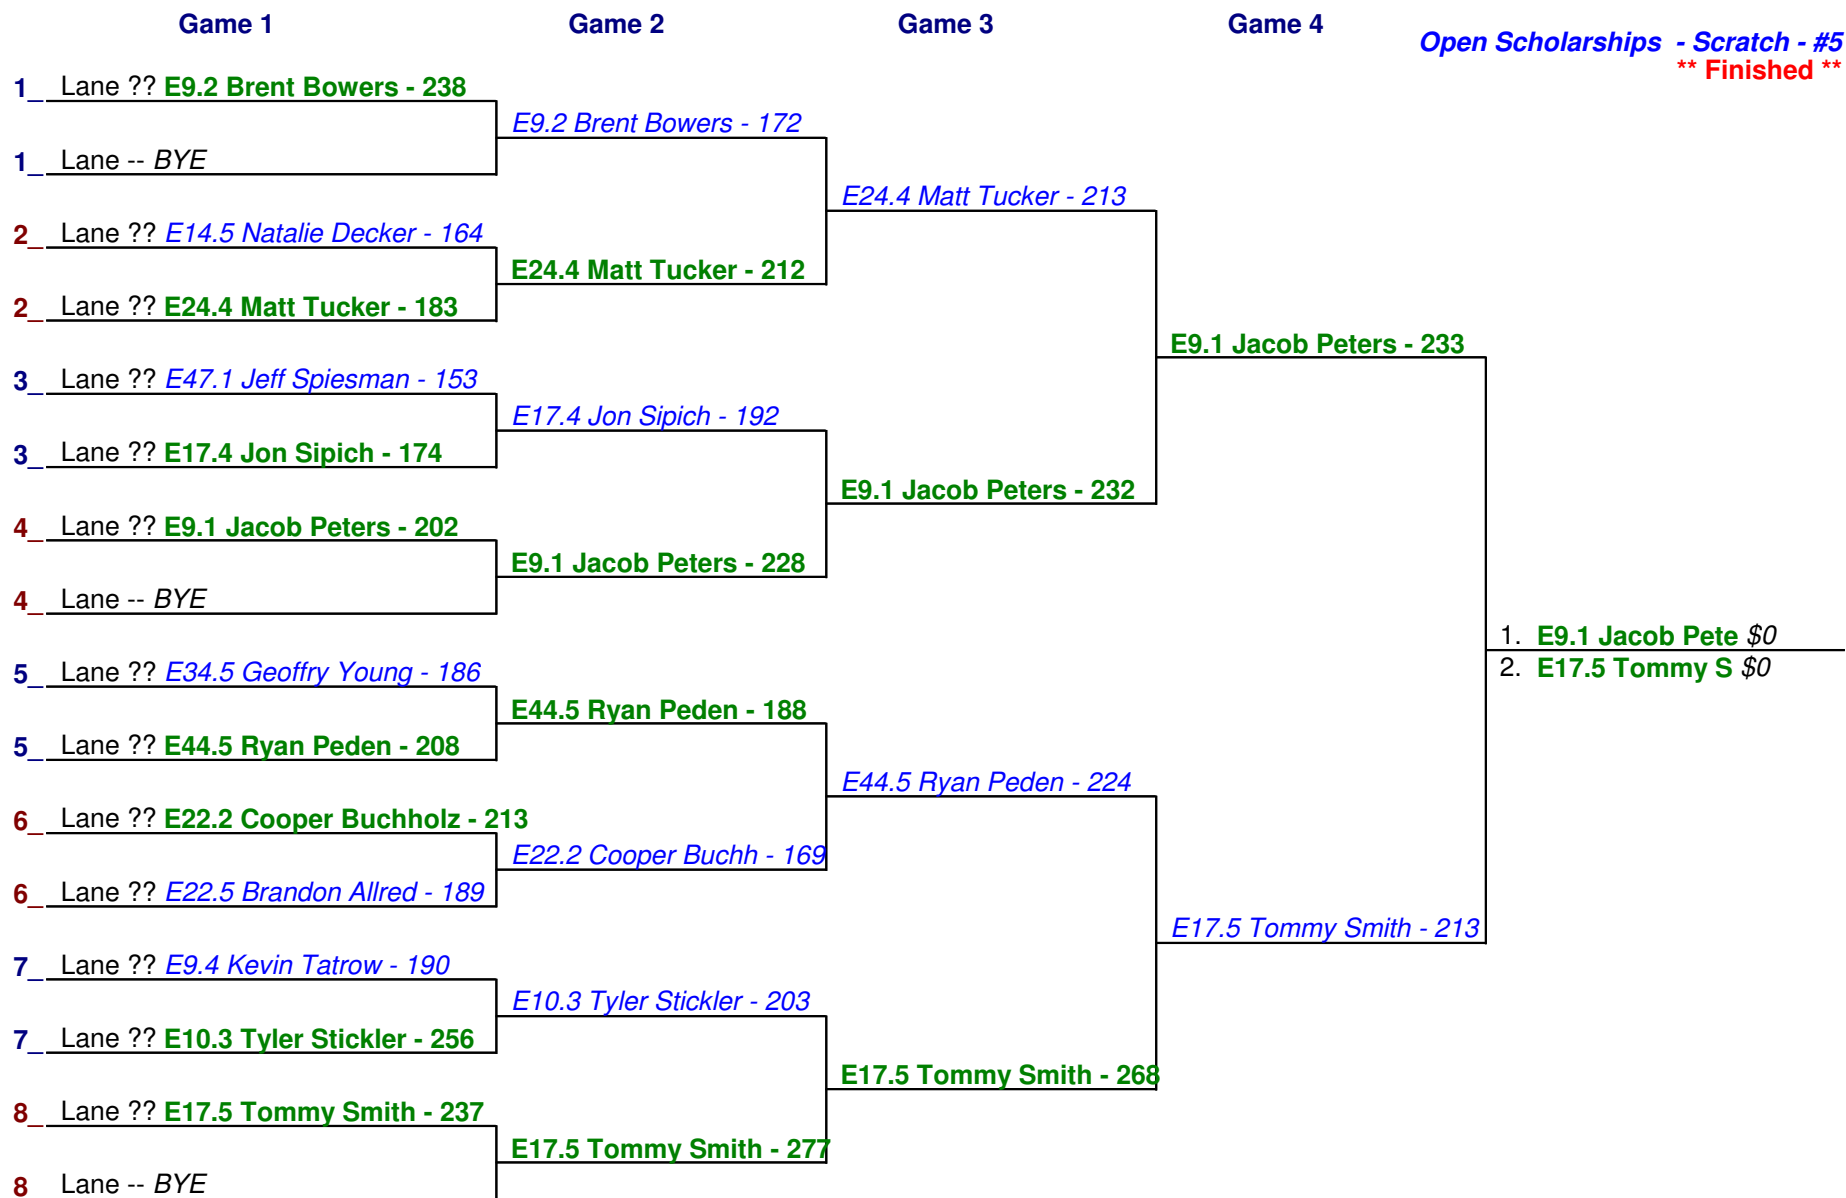 Game 1 Game 2 Game 3 Game 4
Open Scholarships - Scratch - #5
** Finished **
1_ Lane ?? E9.2 Brent Bowers - 238
E9.2 Brent Bowers - 172
1_ Lane -- BYE
E24.4 Matt Tucker - 213
2_ Lane ?? E14.5 Natalie Decker - 164
E24.4 Matt Tucker - 212
2_ Lane ?? E24.4 Matt Tucker - 183
E9.1 Jacob Peters - 233
3_ Lane ?? E47.1 Jeff Spiesman - 153
E17.4 Jon Sipich - 192
3_ Lane ?? E17.4 Jon Sipich - 174
E9.1 Jacob Peters - 232
4_ Lane ?? E9.1 Jacob Peters - 202
E9.1 Jacob Peters - 228
4_ Lane -- BYE
1. E9.1 Jacob Pete $0
2. E17.5 Tommy S $0
5_ Lane ?? E34.5 Geoffry Young - 186
E44.5 Ryan Peden - 188
5_ Lane ?? E44.5 Ryan Peden - 208
E44.5 Ryan Peden - 224
6_ Lane ?? E22.2 Cooper Buchholz - 213
E22.2 Cooper Buchh - 169
6_ Lane ?? E22.5 Brandon Allred - 189
E17.5 Tommy Smith - 213
7_ Lane ?? E9.4 Kevin Tatrow - 190
E10.3 Tyler Stickler - 203
7_ Lane ?? E10.3 Tyler Stickler - 256
E17.5 Tommy Smith - 268
8_ Lane ?? E17.5 Tommy Smith - 237
E17.5 Tommy Smith - 277
8 Lane -- BYE